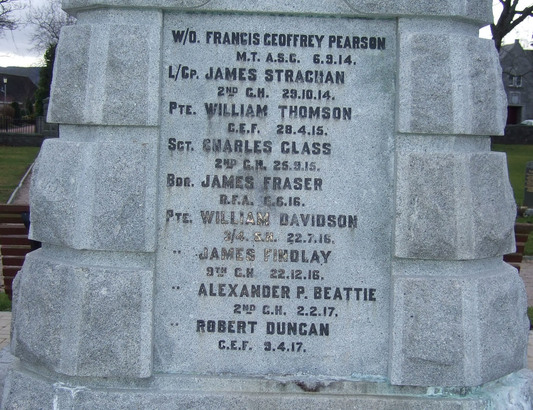 W/O. FRANCIS GEOFFREY PEARSON
M.T. A.S.C. 6.9.14.
L/CP. JAMES STRACHAN
2ND G.H. 29.10.14.
PTE. WILLIAM THOMSON
C.E.F. 28.4.15.
SGT. CHARLES GLASS
2ND G.H. 25.9.15.
BDR. JAMES FRASER
R.F.A. 6.6.16.
PTE. WILLIAM DAVIDSON
22.7.16.
" JAMES FINDLAY
9TH G.H. 22.12.16.
" ALEXANDER P. BEATTIE
2ND G.H. 2.2.17.
" ROBERT DUNCAN
C.E.F. 9.4.17.